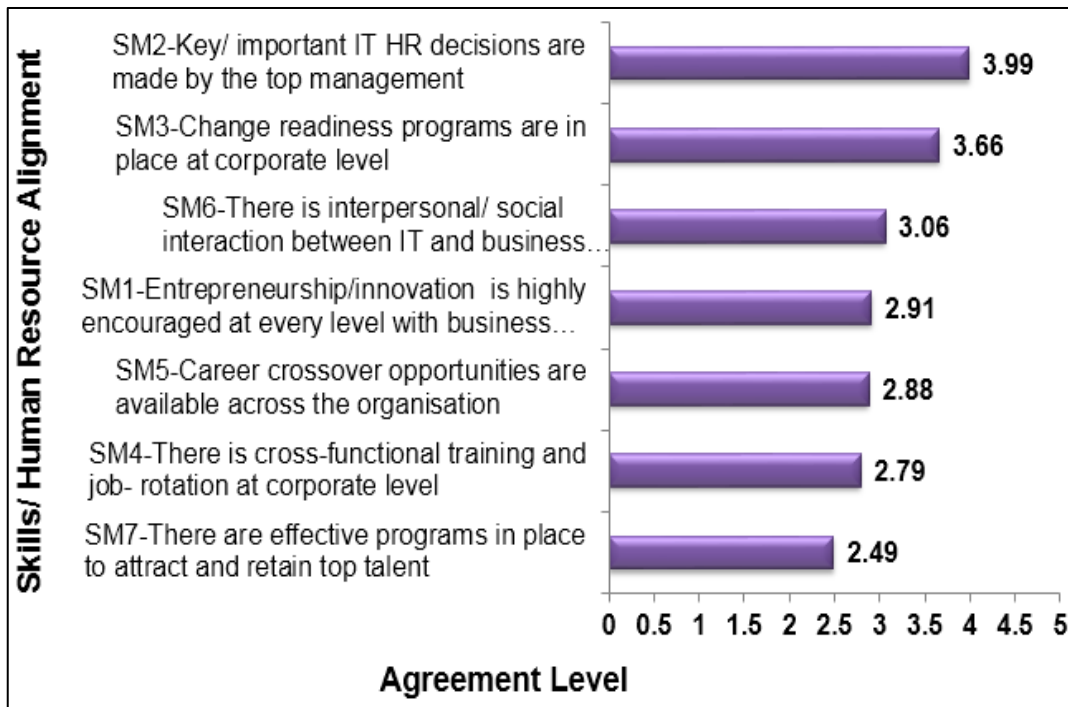 Skills/ Human Resource Alignment
SM2-Key/ important IT HR decisions are
made by the top management
3.99
SM3-Change readiness programs are in
place at corporate level
3.66
SM6-There is interpersonal/ social
interaction between IT and business…
3.06
SM1-Entrepreneurship/innovation is highly
encouraged at every level with business…
2.91
SM5-Career crossover opportunities are
available across the organisation
2.88
SM4-There is cross-functional training and
job- rotation at corporate level
2.79
SM7-There are effective programs in place
to attract and retain top talent
2.49
0 0.5 1 1.5 2 2.5 3 3.5 4 4.5 5
Agreement Level